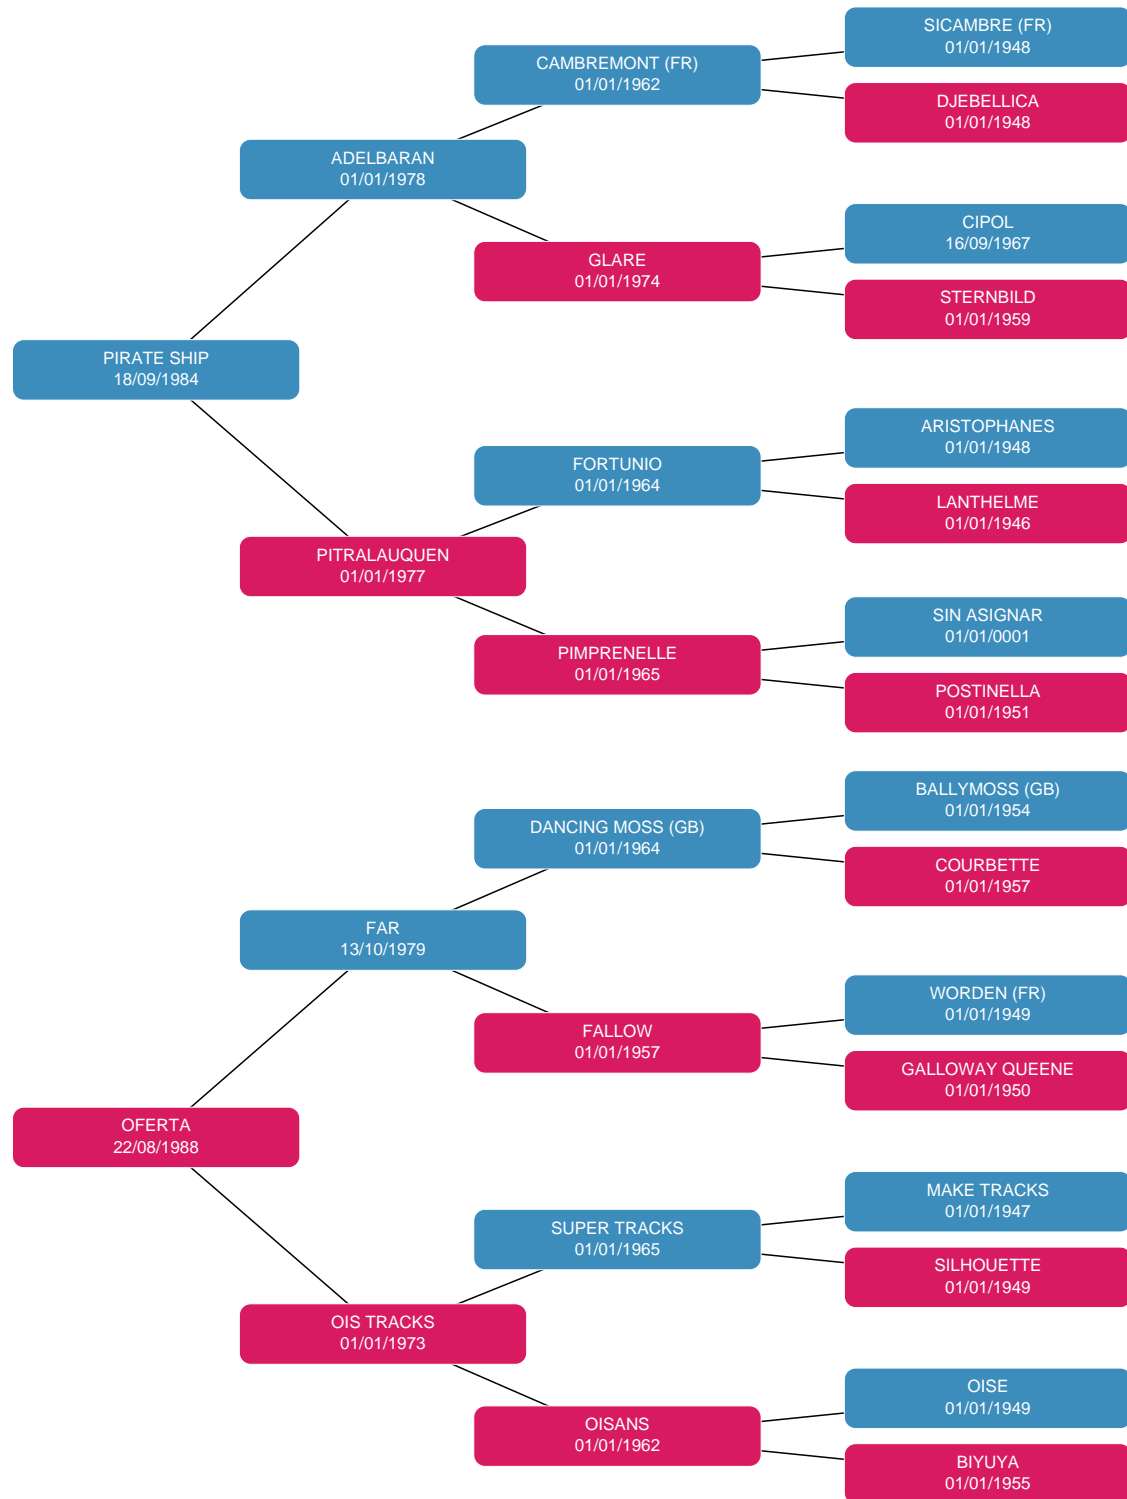 SICAMBRE (FR)
01/01/1948
CAMBREMONT (FR)
01/01/1962
DJEBELLICA
01/01/1948
ADELBARAN
01/01/1978
CIPOL
16/09/1967
GLARE
01/01/1974
STERNBILD
01/01/1959
PIRATE SHIP
18/09/1984
ARISTOPHANES
01/01/1948
FORTUNIO
01/01/1964
LANTHELME
01/01/1946
PITRALAUQUEN
01/01/1977
SIN ASIGNAR
01/01/0001
PIMPRENELLE
01/01/1965
POSTINELLA
01/01/1951
BALLYMOSS (GB)
01/01/1954
DANCING MOSS (GB)
01/01/1964
COURBETTE
01/01/1957
FAR
13/10/1979
WORDEN (FR)
01/01/1949
FALLOW
01/01/1957
GALLOWAY QUEENE
01/01/1950
OFERTA
22/08/1988
MAKE TRACKS
01/01/1947
SUPER TRACKS
01/01/1965
SILHOUETTE
01/01/1949
OIS TRACKS
01/01/1973
OISE
01/01/1949
OISANS
01/01/1962
BIYUYA
01/01/1955